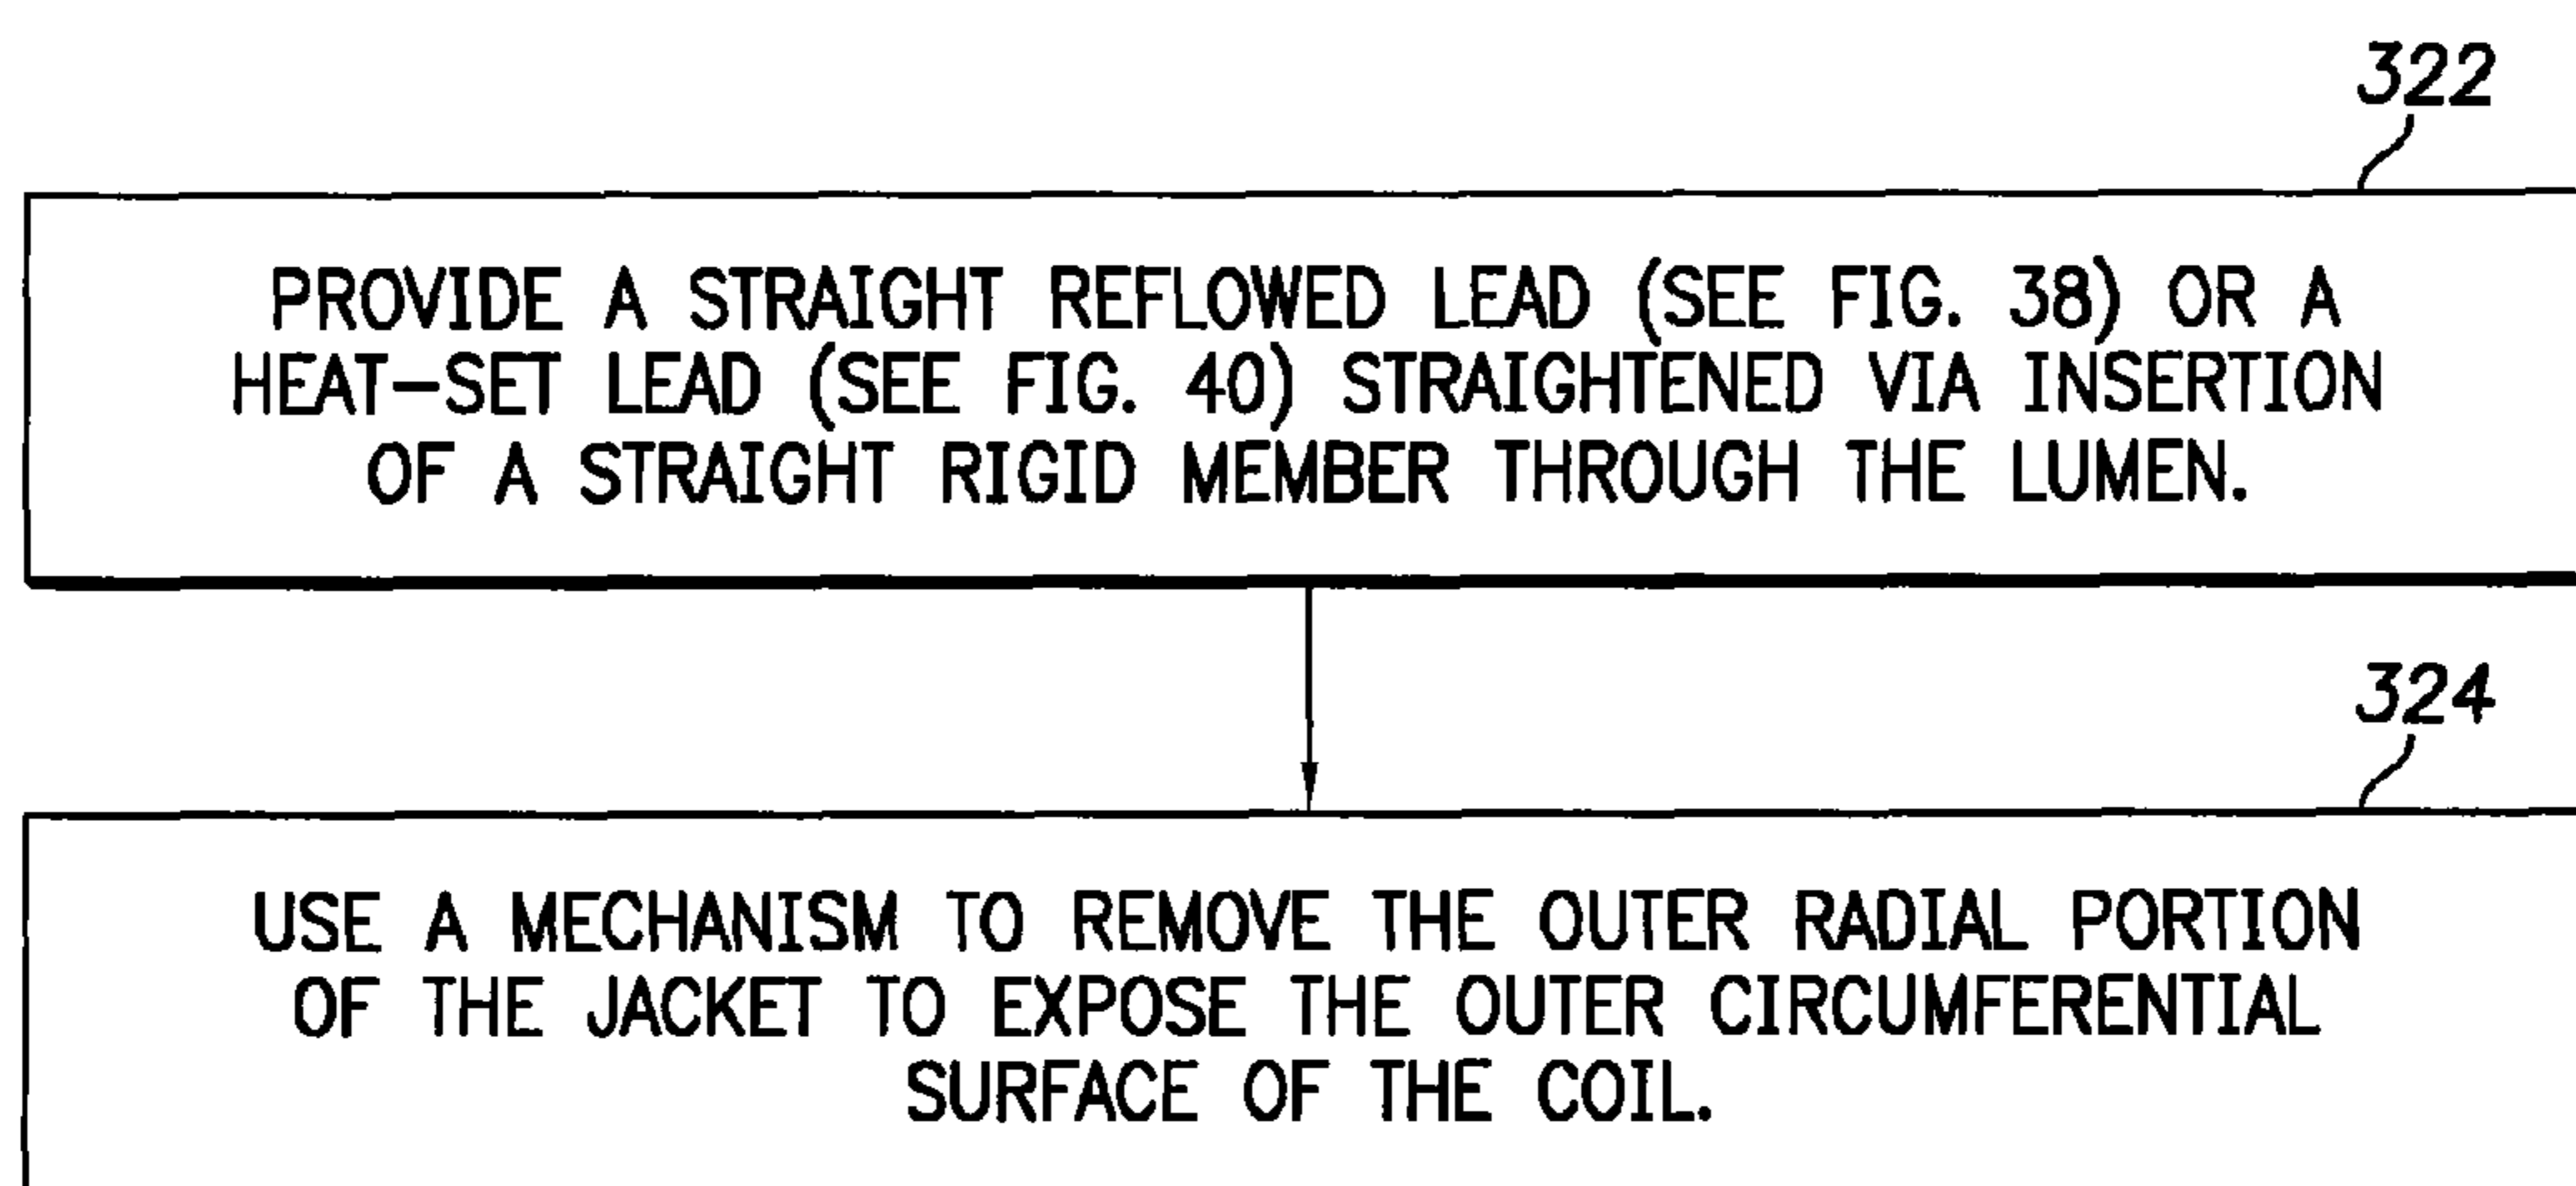 322
PROVIDE A STRAIGHT REFLOWED LEAD (SEE FIG. 38) OR A
HEAT-SET LEAD (SEE FIG. 40) STRAIGHTENED VIA INSERTION
OF A STRAIGHT RIGID MEMBER THROUGH THE LUMEN.
324
USE A MECHANISM TO REMOVE THE OUTER RADIAL PORTION
OF THE JACKET TO EXPOSE THE OUTER CIRCUMFERENTIAL
SURFACE OF THE COIL.